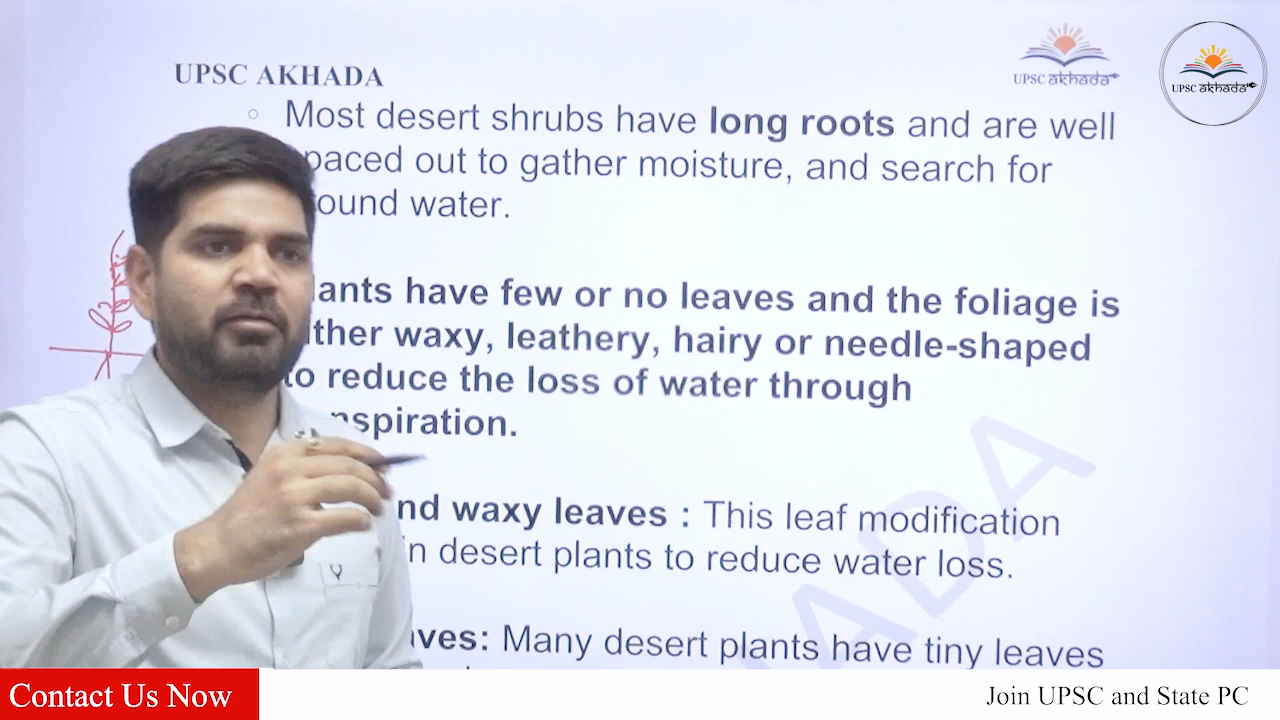 UPSC AKHADA
UPSC akhada
UPSC akhada
Most desert shrubs have long roots and are well
paced out to gather moisture, and search for
ound water.
lants have few or no leaves and the foliage is
ther waxy, leathery, hairy or needle-shaped
to reduce the loss of water through
nspiration.
nd waxy leaves : This leaf modification
in desert plants to reduce water loss.
aves: Many desert plants have tiny leaves
ADA
Contact Us Now
Join UPSC and State PC